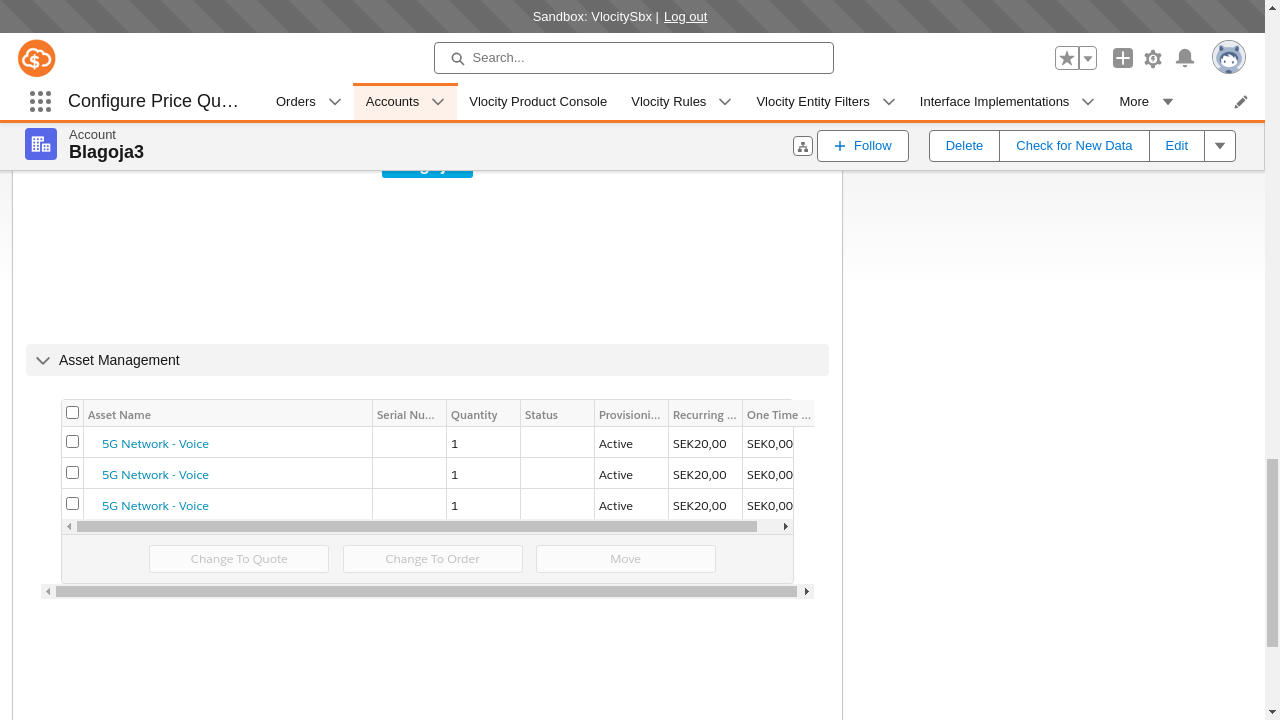 Sandbox: VlocitySbx | Log out
Search...
Configure Price Qu...
Orders
Accounts
Vlocity Product Console
Vlocity Rules
Vlocity Entity Filters
Interface Implementations
More
Account
Blagoja3
Follow
Delete
Check for New Data
Edit
Asset Management
Asset Name Serial Nu... Quantity Status Provisioni... Recurring ... One Time ...
5G Network - Voice 1 Active SEK20,00 SEK0,00
5G Network - Voice 1 Active SEK20,00 SEK0,00
5G Network - Voice 1 Active SEK20,00 SEK0,00
Change To Quote
Change To Order
Move